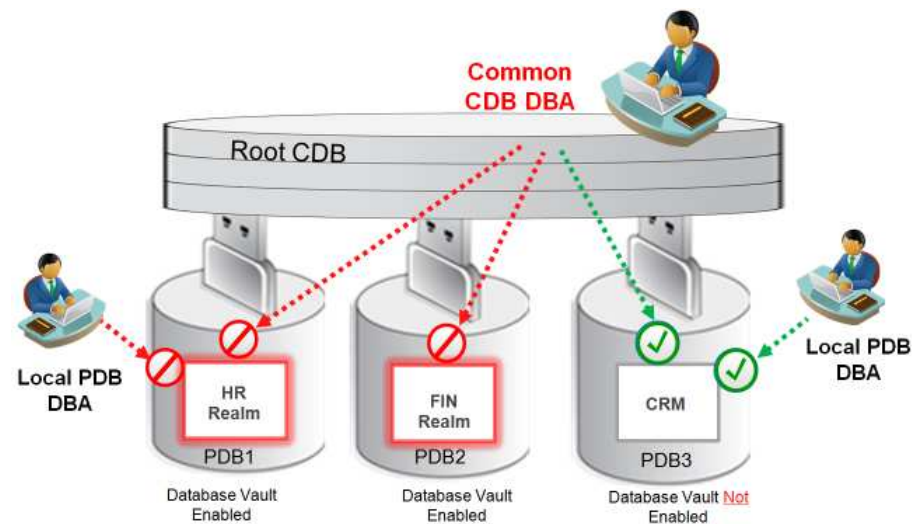 Common
CDB DBA
Root CDB
Local PDB
DBA
HR
Realm
PDB1
FIN
Realm
PDB2
CRM
PDB3
Local PDB
DBA
Database Vault
Enabled
Database Vault
Enabled
Database Vault Not
Enabled